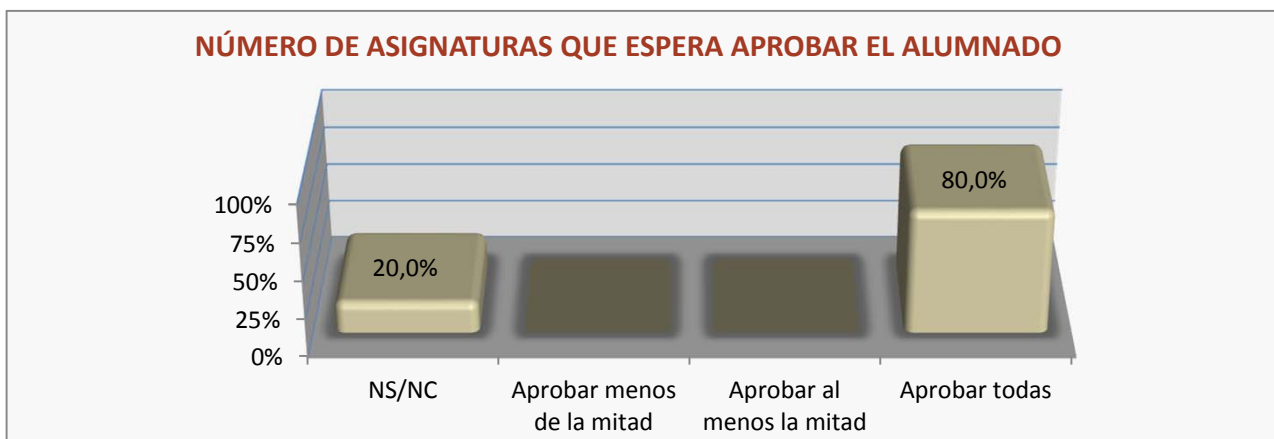 NÚMERO DE ASIGNATURAS QUE ESPERA APROBAR EL ALUMNADO
100%
75%
50%
25%
0%
20,0%
80,0%
NS/NC
Aprobar menos
de la mitad
Aprobar al
menos la mitad
Aprobar todas